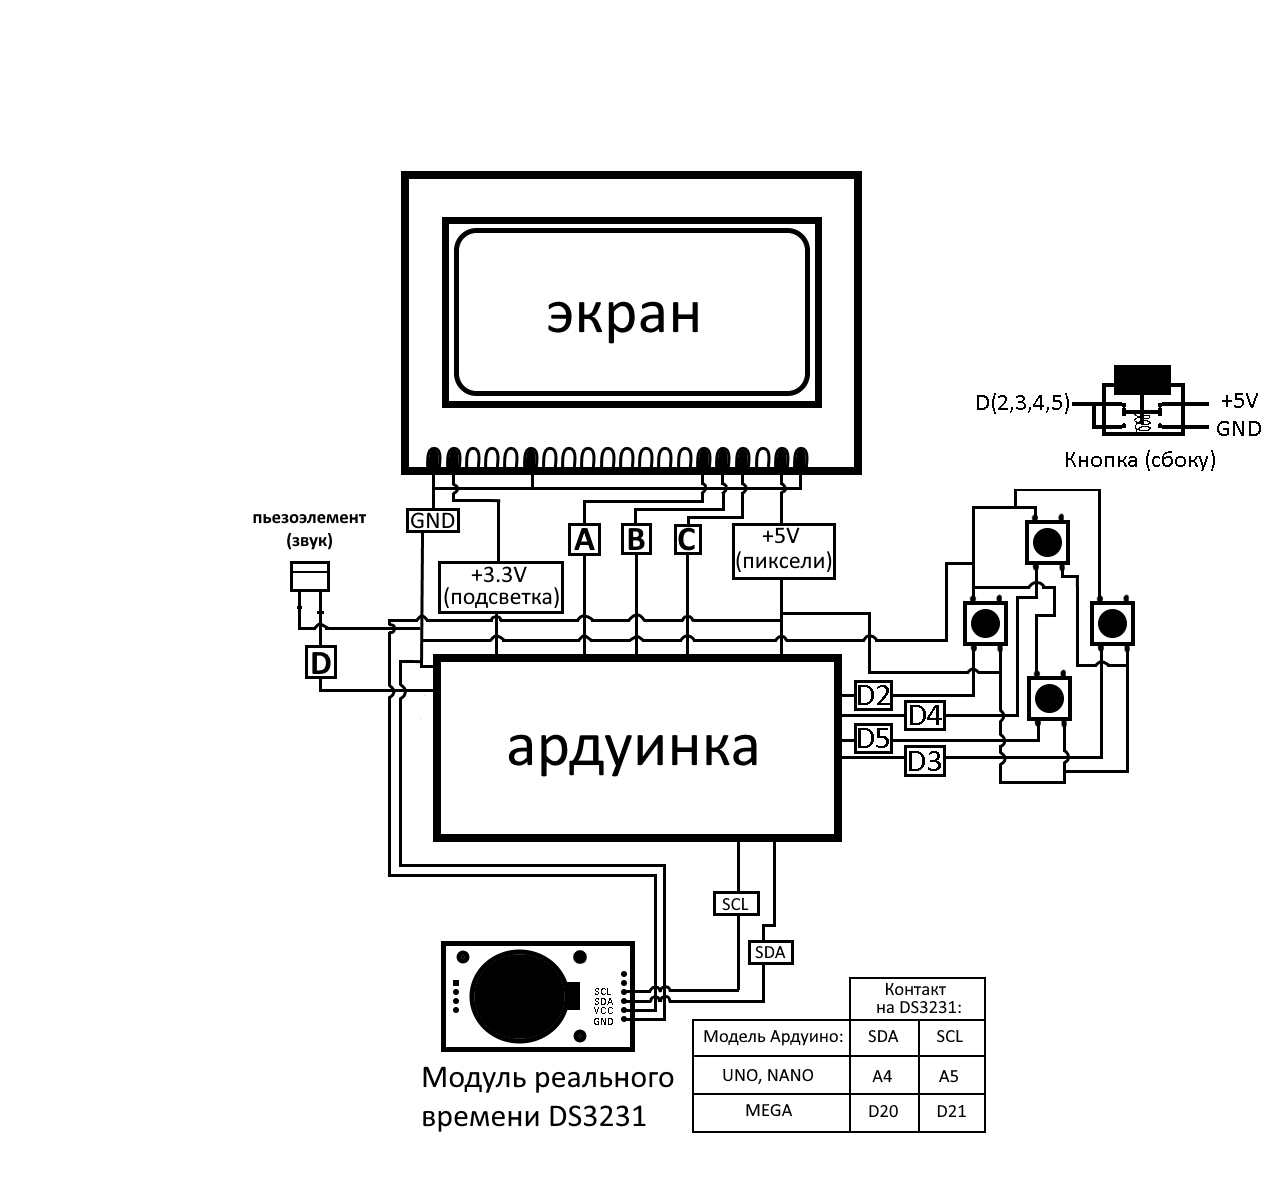 экран
D(2,3,4,5)
+5V
GND
Кнопка (сбоку)
пьезоэлемент
(звук)
GND
A
B
C
+5V
(пиксели)
+3.3V
(подсветка)
D
ардуинка
D2
D4
D5
D3
SCL
SDA
SCL
SDA
VCC
GND
Модуль реального
времени DS3231
Контакт
на DS3231:
Модель Ардуино: SDA SCL
UNO, NANO A4 A5
MEGA D20 D21